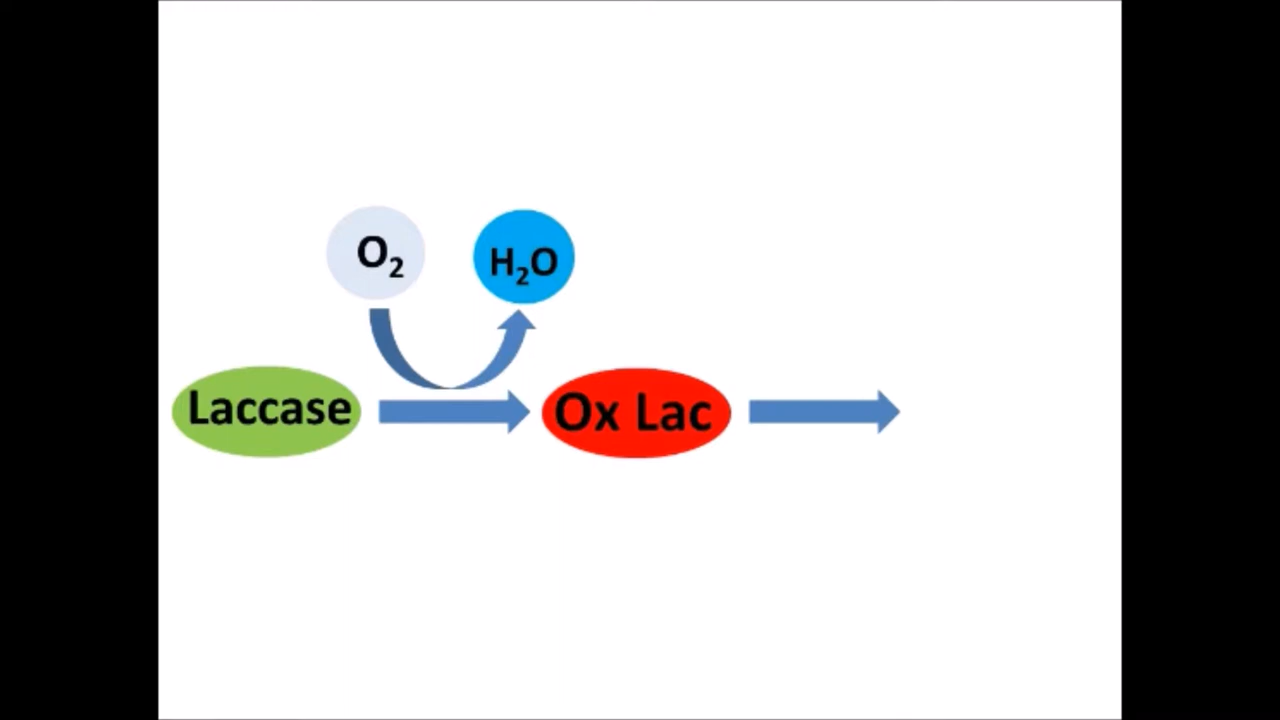 O₂
H₂O
Laccase
Ox Lac